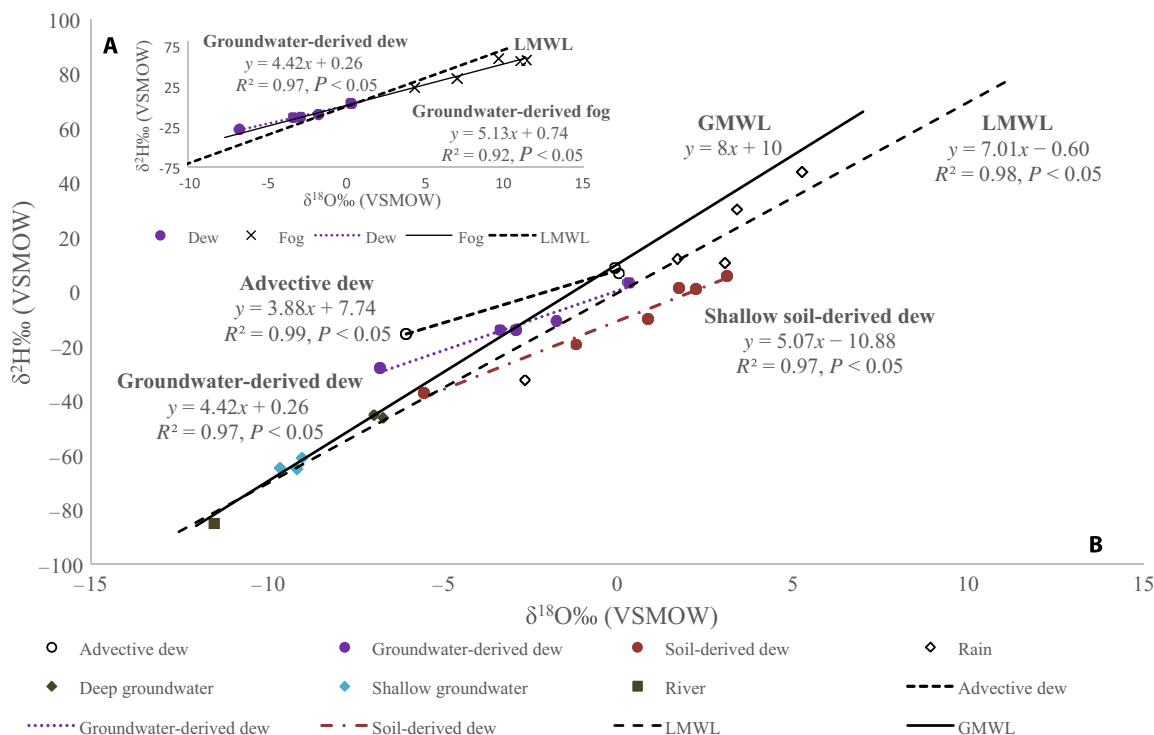 A
Groundwater-derived dew
y = 4.42x + 0.26
R² = 0.97, P < 0.05
LMWL
Groundwater-derived fog
y = 5.13x + 0.74
R² = 0.92, P < 0.05
75
25
-25
-75
δ²H‰ (VSMOW)
-10 -5 0 5 10 15
δ¹⁸O‰ (VSMOW)
Dew Fog Dew Fog LMWL
100
80
60
40
20
0
−20
−40
−60
−80
−100
δ²H‰ (VSMOW)
GMWL
y = 8x + 10
LMWL
y = 7.01x − 0.60
R² = 0.98, P < 0.05
Advective dew
y = 3.88x + 7.74
R² = 0.99, P < 0.05
Shallow soil-derived dew
y = 5.07x − 10.88
R² = 0.97, P < 0.05
Groundwater-derived dew
y = 4.42x + 0.26
R² = 0.97, P < 0.05
B
−15 −10 −5 0 5 10 15
δ¹⁸O‰ (VSMOW)
Advective dew Groundwater-derived dew Soil-derived dew Rain
Deep groundwater Shallow groundwater River Advective dew
Groundwater-derived dew Soil-derived dew LMWL GMWL